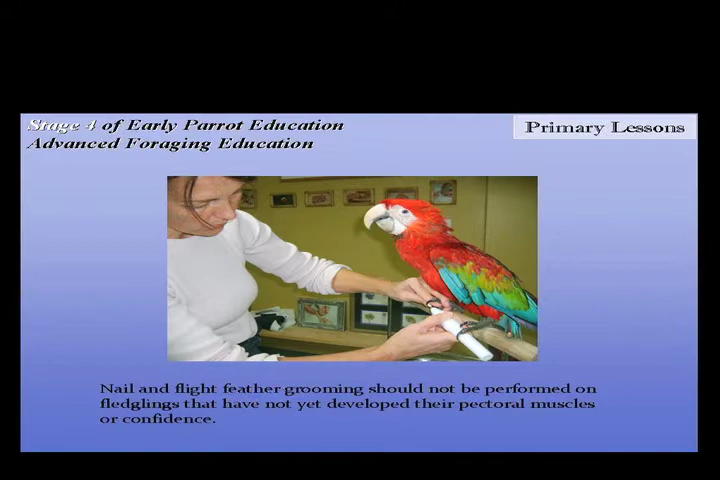 Stage 4 of Early Parrot Education
Advanced Foraging Education
Primary Lessons
Nail and flight feather grooming should not be performed on
fledglings that have not yet developed their pectoral muscles
or confidence.